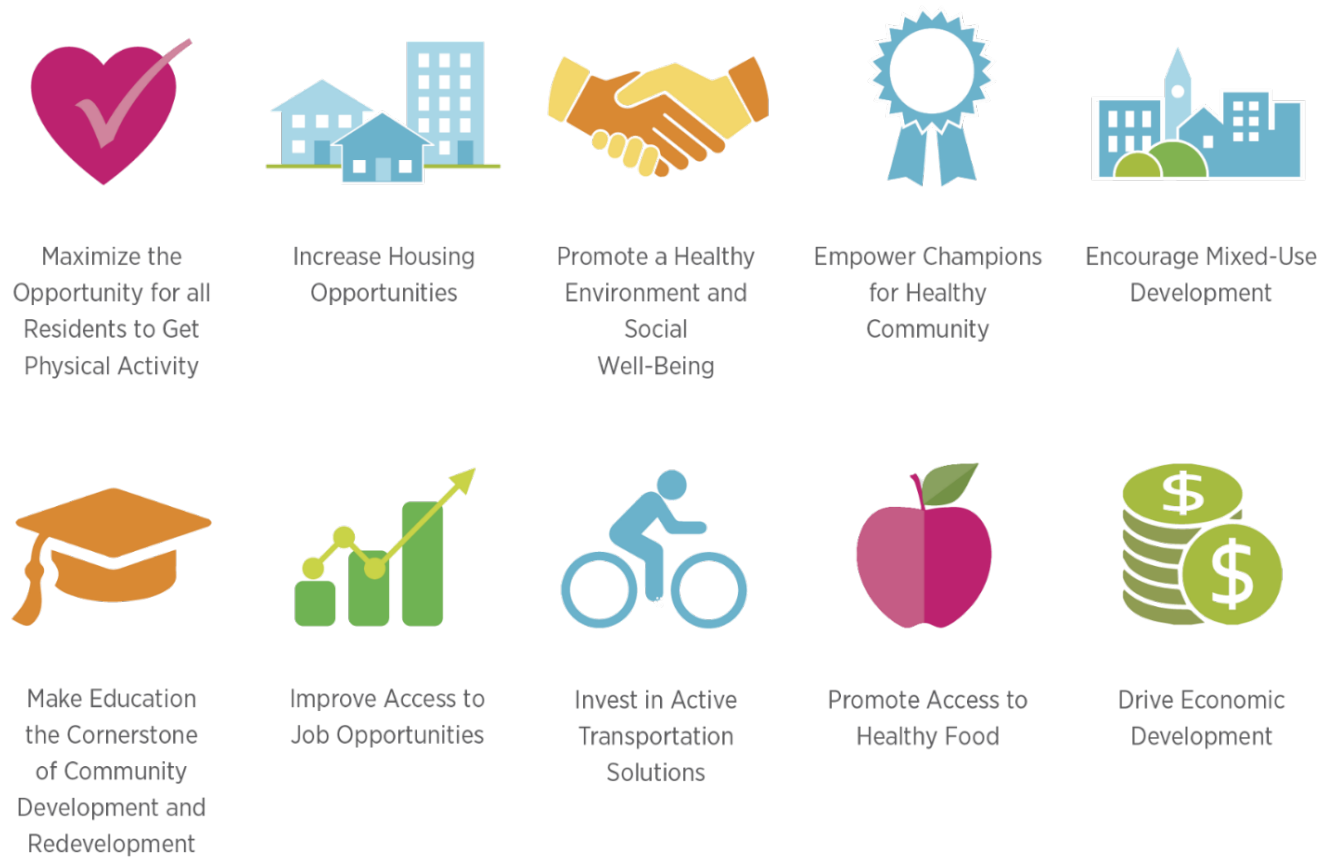 Maximize the
Opportunity for all
Residents to Get
Physical Activity
Increase Housing
Opportunities
Promote a Healthy
Environment and
Social
Well-Being
Empower Champions
for Healthy
Community
Encourage Mixed-Use
Development
Make Education
the Cornerstone
of Community
Development and
Redevelopment
Improve Access to
Job Opportunities
Invest in Active
Transportation
Solutions
Promote Access to
Healthy Food
$
$
Drive Economic
Development